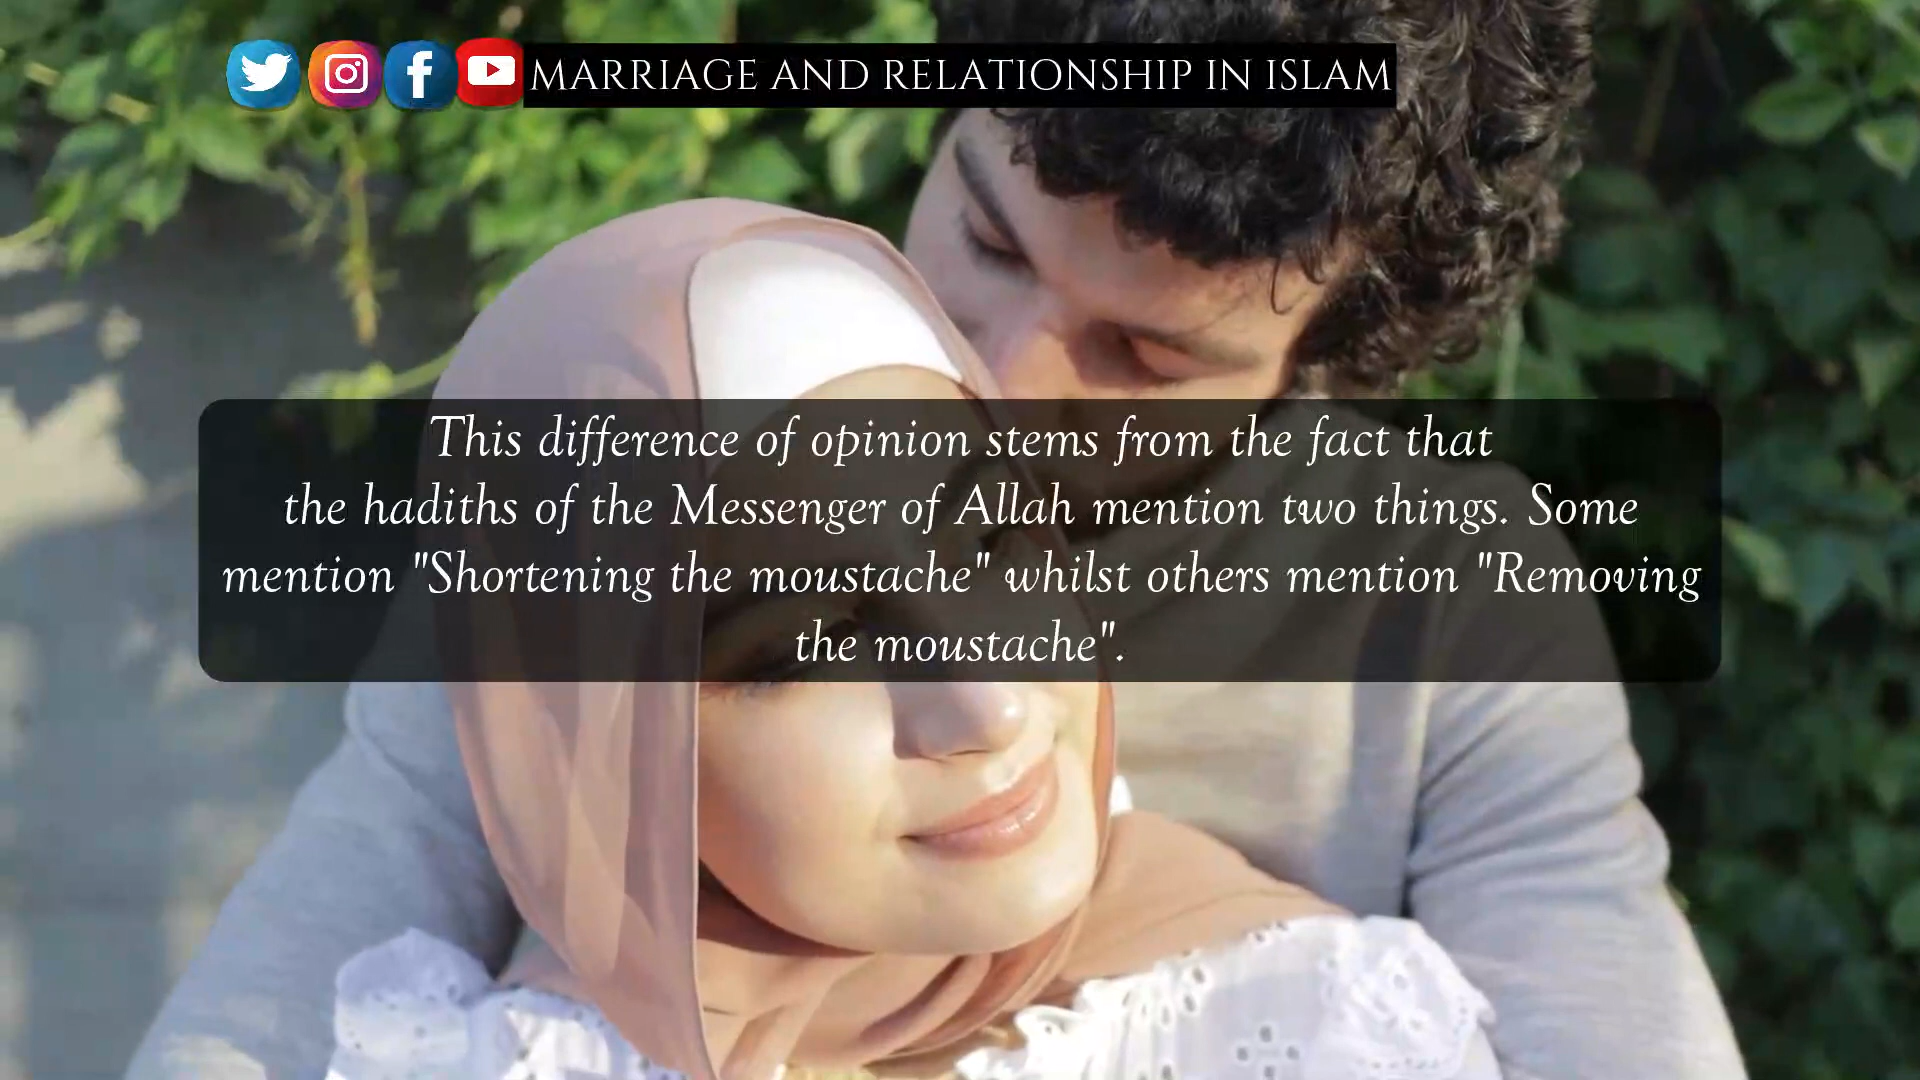 MARRIAGE AND RELATIONSHIP IN ISLAM
This difference of opinion stems from the fact that
the hadiths of the Messenger of Allah mention two things. Some
mention "Shortening the moustache" whilst others mention "Removing
the moustache".